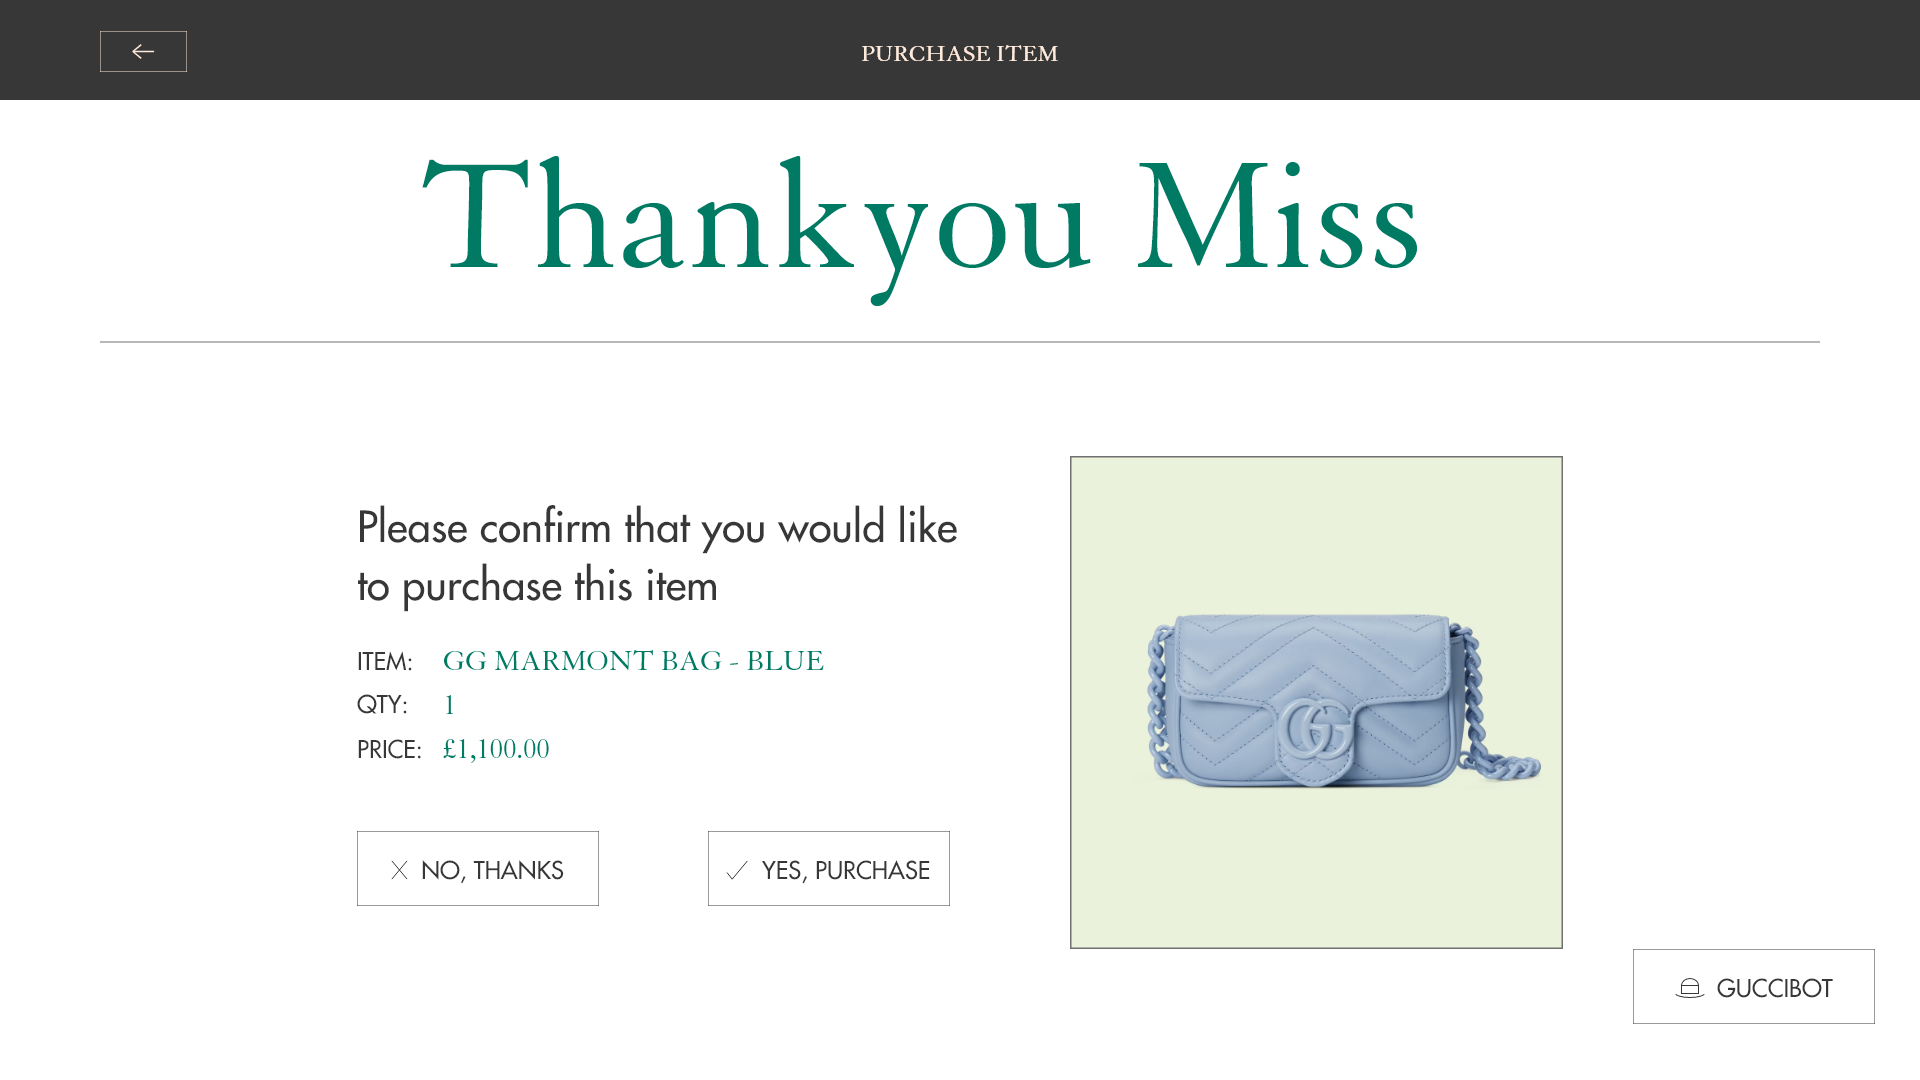 PURCHASE ITEM
Thankyou Miss
Please confirm that you would like
to purchase this item
ITEM: GG MARMONT BAG - BLUE
QTY: 1
PRICE: £1,100.00
NO, THANKS
YES, PURCHASE
GG
GUCCIBOT